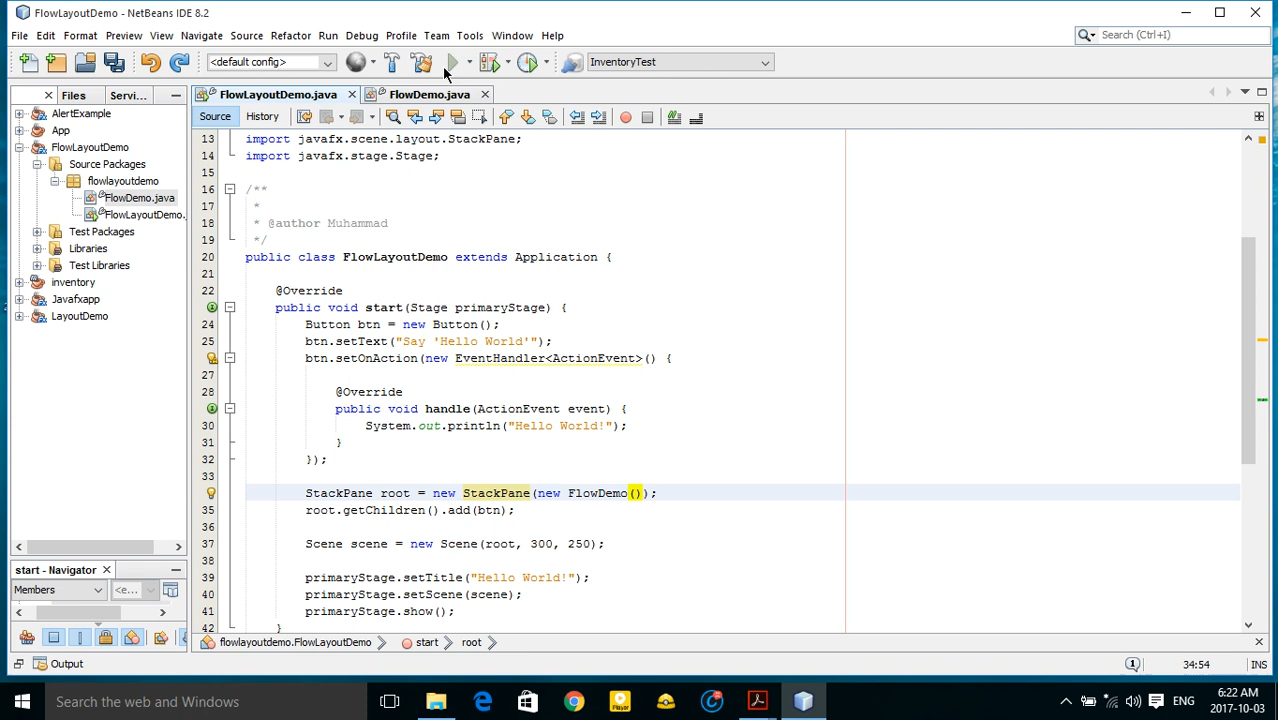 FlowLayoutDemo - NetBeans IDE 8.2
File Edit Format Preview View Navigate Source Refactor Run Debug Profile Team Tools Window Help
Search (Ctrl+I)
<default config>
InventoryTest
Files Servi...
FlowLayoutDemo.java
FlowDemo.java
Source History
AlertExample
App
FlowLayoutDemo
Source Packages
flowlayoutdemo
FlowDemo.java
FlowLayoutDemo.
Test Packages
Libraries
Test Libraries
inventory
Javafxapp
LayoutDemo
13 import javafx.scene.layout.StackPane;
14 import javafx.stage.Stage;
15
16 /**
17 *
18 * @author Muhammad
19 */
20 public class FlowLayoutDemo extends Application {
21
22 @Override
public void start(Stage primaryStage) {
24 Button btn = new Button();
25 btn.setText("Say 'Hello World'");
btn.setOnAction(new EventHandler<ActionEvent>() {
27
28 @Override
public void handle(ActionEvent event) {
30 System.out.println("Hello World!");
31 }
32 });
33
StackPane root = new StackPane(new FlowDemo());
35 root.getChildren().add(btn);
36
37 Scene scene = new Scene(root, 300, 250);
38
39 primaryStage.setTitle("Hello World!");
40 primaryStage.setScene(scene);
41 primaryStage.show();
42 }
start - Navigator
Members
<e...
flowlayoutdemo.FlowLayoutDemo start root
Output
1
34:54 INS
Search the web and Windows
Player
ENG
6:22 AM
2017-10-03